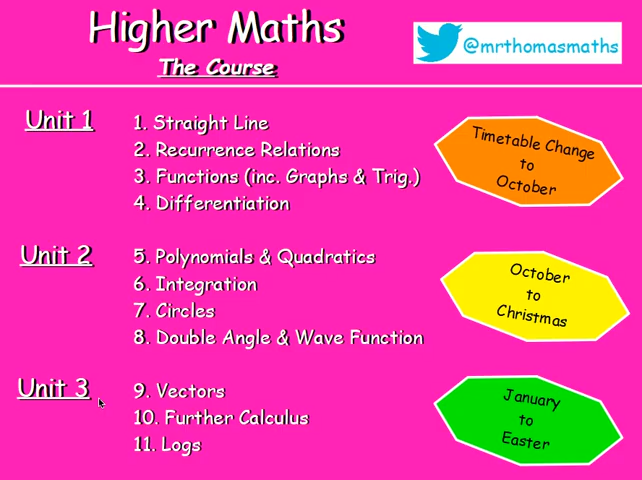 Higher Maths
The Course
@mrthomasmaths
Unit 1
1. Straight Line
2. Recurrence Relations
3. Functions (inc. Graphs & Trig.)
4. Differentiation
Timetable Change
to
October
Unit 2
5. Polynomials & Quadratics
6. Integration
7. Circles
8. Double Angle & Wave Function
October
to
Christmas
Unit 3
9. Vectors
10. Further Calculus
11. Logs
January
to
Easter